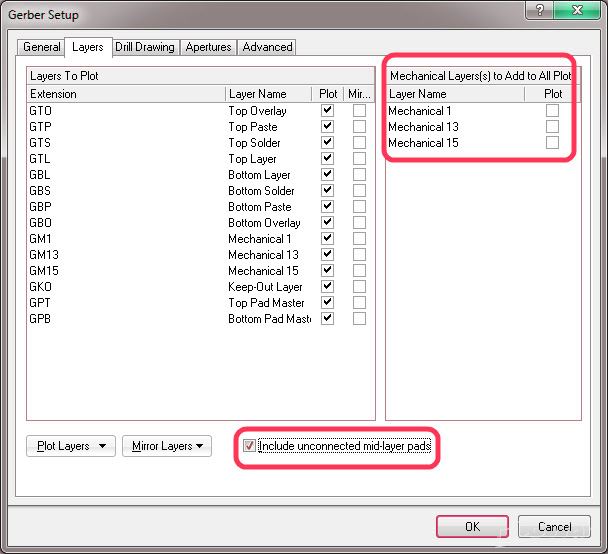 Gerber Setup
General Layers Drill Drawing Apertures Advanced
Layers To Plot
Extension Layer Name Plot Mir...
GTO Top Overlay
GTP Top Paste
GTS Top Solder
GTL Top Layer
GBL Bottom Layer
GBS Bottom Solder
GBP Bottom Paste
GBO Bottom Overlay
GM1 Mechanical 1
GM13 Mechanical 13
GM15 Mechanical 15
GKO Keep-Out Layer
GPT Top Pad Master
GPB Bottom Pad Maste
Mechanical Layers(s) to Add to All Plot
Layer Name Plot
Mechanical 1
Mechanical 13
Mechanical 15
Plot Layers Mirror Layers Include unconnected mid-layer pads
OK Cancel